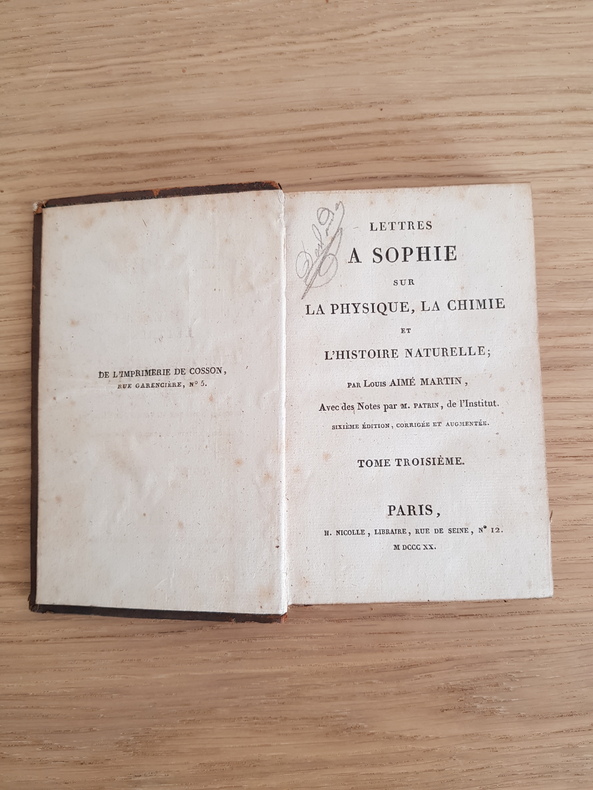 DE L'IMPRIMERIE DE COSSON,
RUE GARENCIÈRE, N° 5.
LETTRES
A SOPHIE
SUR
LA PHYSIQUE, LA CHIMIE
ET
L'HISTOIRE NATURELLE;
PAR LOUIS AIMÉ MARTIN,
Avec des Notes par M. PATRIN, de l'Institut.
SIXIÈME ÉDITION, CORRIGÉE ET AUGMENTÉE.
TOME TROISIÈME.
PARIS,
H. NICOLLE, LIBRAIRE, RUE DE SEINE, N° 12.
M DCCC XX.